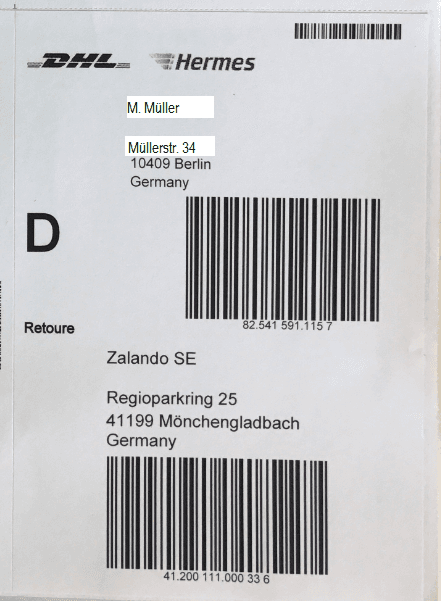 DHL Hermes
M. Müller
Müllerstr. 34
10409 Berlin
Germany
D
82.541 591.115 7
Retoure
Zalando SE
Regioparkring 25
41199 Mönchengladbach
Germany
41.200 111.000 33 6